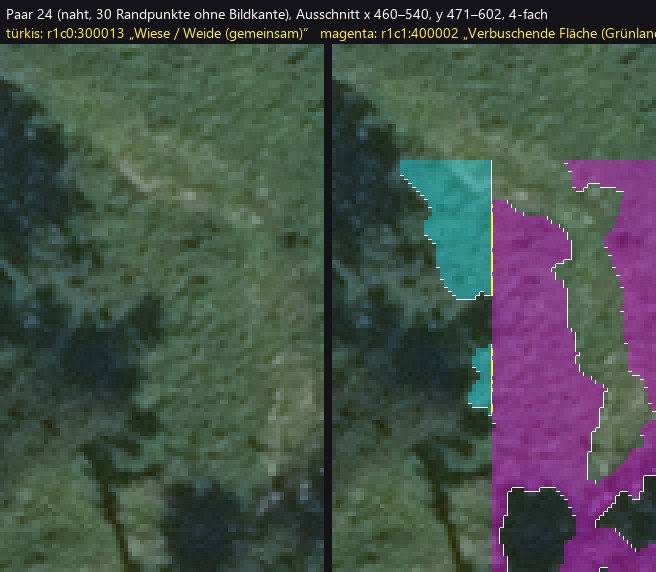 Paar 24 (naht, 30 Randpunkte ohne Bildkante), Ausschnitt x 460–540, y 471–602, 4-fach
türkis: r1c0:300013 „Wiese / Weide (gemeinsam)“ magenta: r1c1:400002 „Verbuschende Fläche (Grünlan